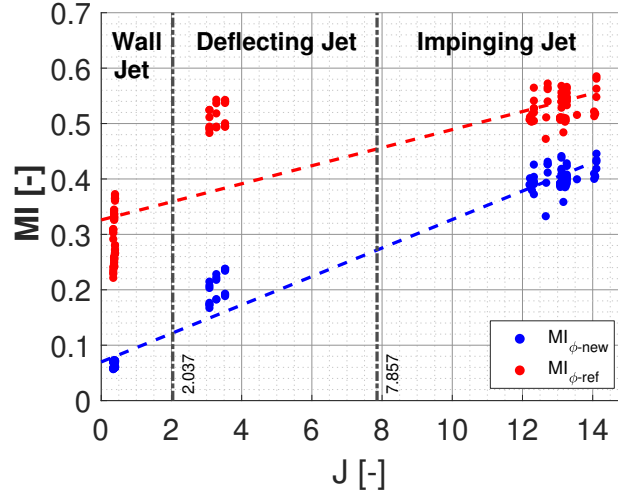 Wall
Jet
Deflecting Jet
Impinging Jet
0.7
0.6
0.5
0.4
0.3
0.2
0.1
0
MI [-]
2.037
7.857
MIϕ-new
MIϕ-ref
0 2 4 6 8 10 12 14
J [-]